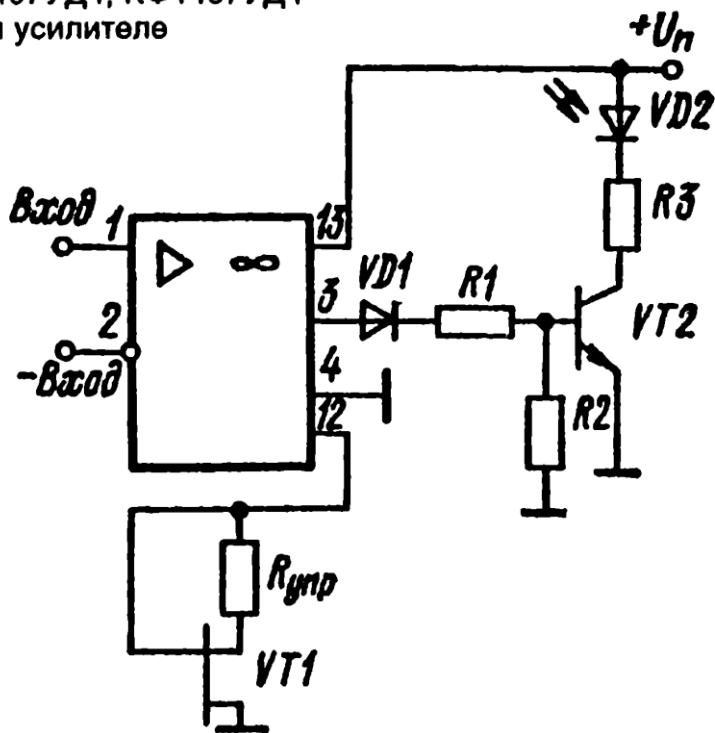 усилителе
+Uп
VD2
R3
Вход
1
13
▷ ∞
3
VD1
R1
VT2
2
-Вход
4
12
R2
Rупр
VT1